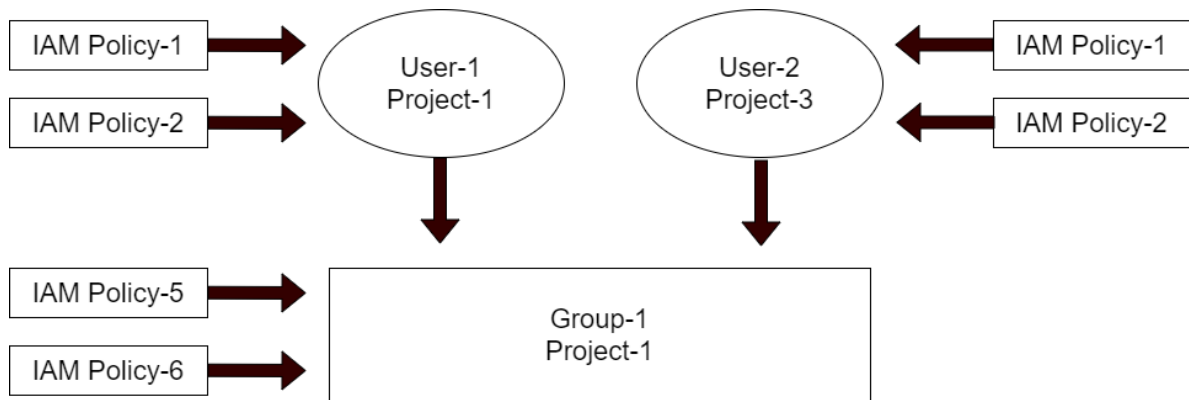 IAM Policy-1
IAM Policy-2
User-1
Project-1
User-2
Project-3
IAM Policy-1
IAM Policy-2
IAM Policy-5
IAM Policy-6
Group-1
Project-1